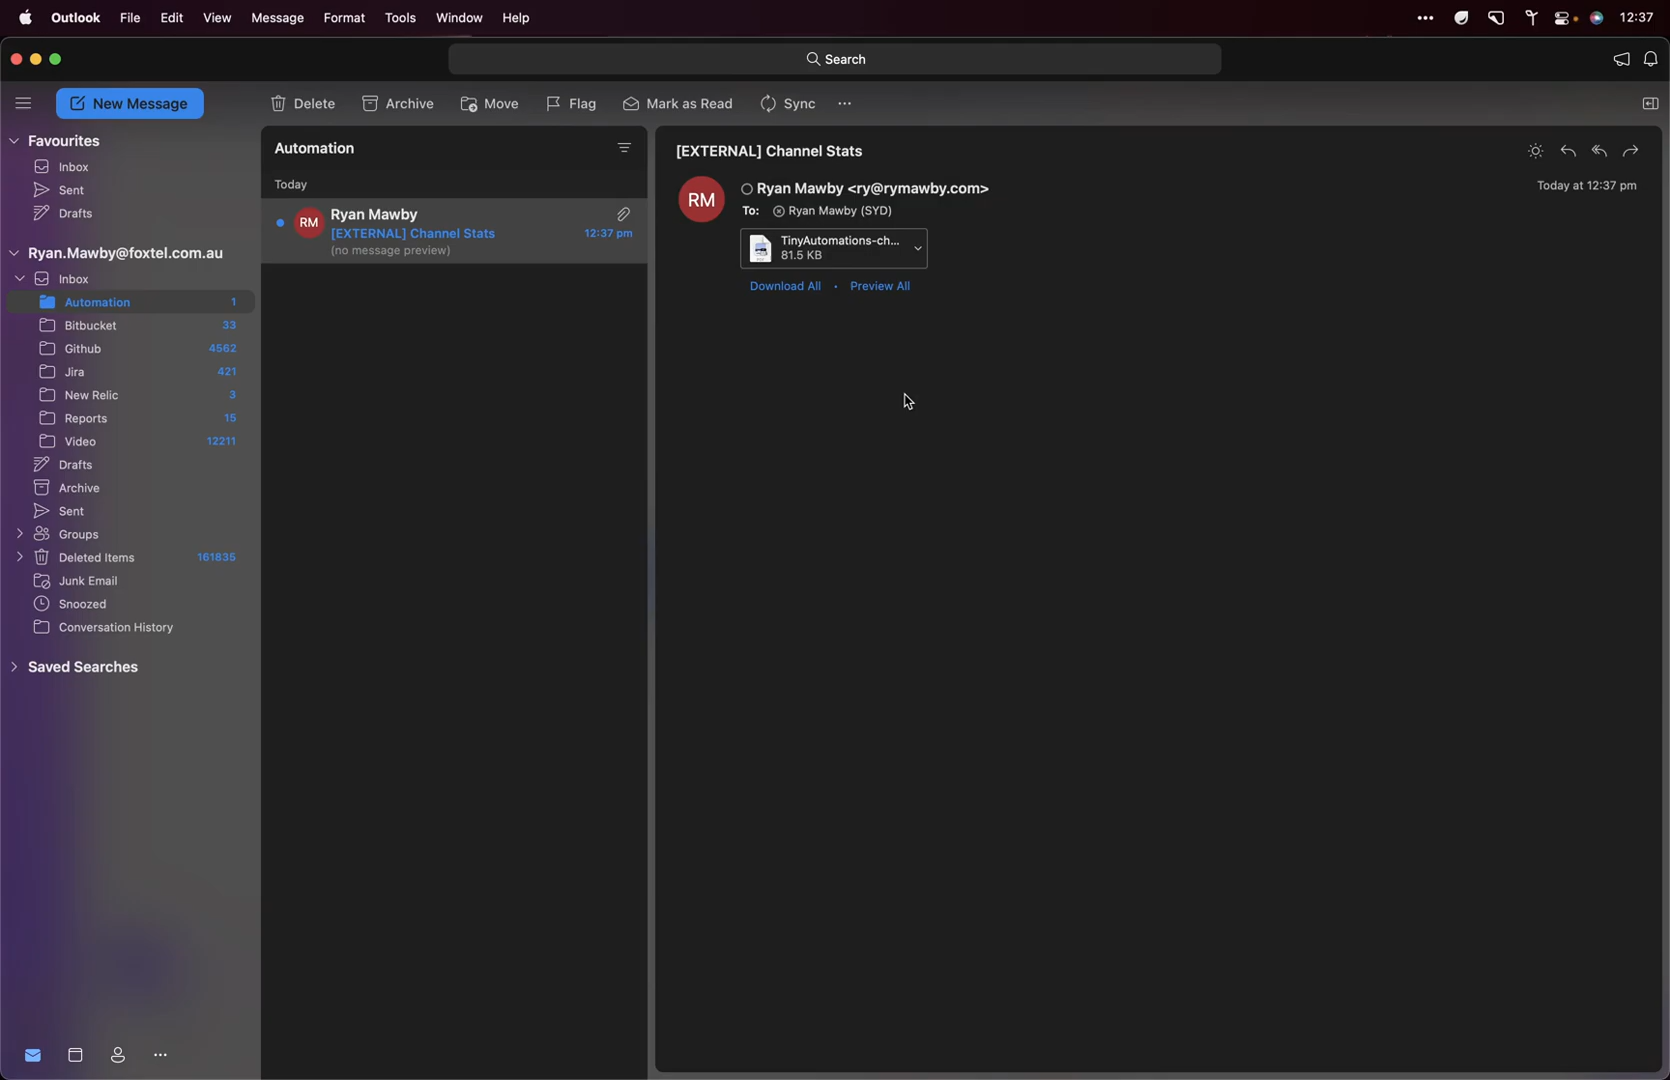 Outlook File Edit View Message Format Tools Window Help 12:37
Search
New Message Delete Archive Move Flag Mark as Read Sync
Favourites
Inbox
Sent
Drafts
Ryan.Mawby@foxtel.com.au
Inbox
Automation 1
Bitbucket 33
Github 4562
Jira 421
New Relic 3
Reports 15
Video 12211
Drafts
Archive
Sent
Groups
Deleted Items 161835
Junk Email
Snoozed
Conversation History
Saved Searches
Automation
Today
RM Ryan Mawby
[EXTERNAL] Channel Stats 12:37 pm
(no message preview)
[EXTERNAL] Channel Stats
RM Ryan Mawby <ry@rymawby.com> Today at 12:37 pm
To: Ryan Mawby (SYD)
TinyAutomations-ch...
81.5 KB
Download All • Preview All